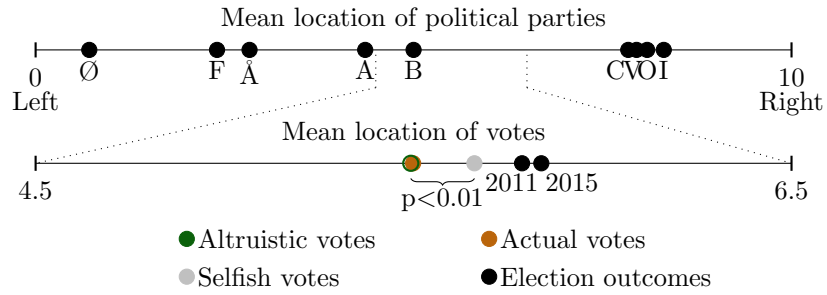 Mean location of political parties
Ø F Å A B CVOI
0 10
Left Right
Mean location of votes
4.5 6.5
2011 2015
p<0.01
Altruistic votes Actual votes
Selfish votes Election outcomes